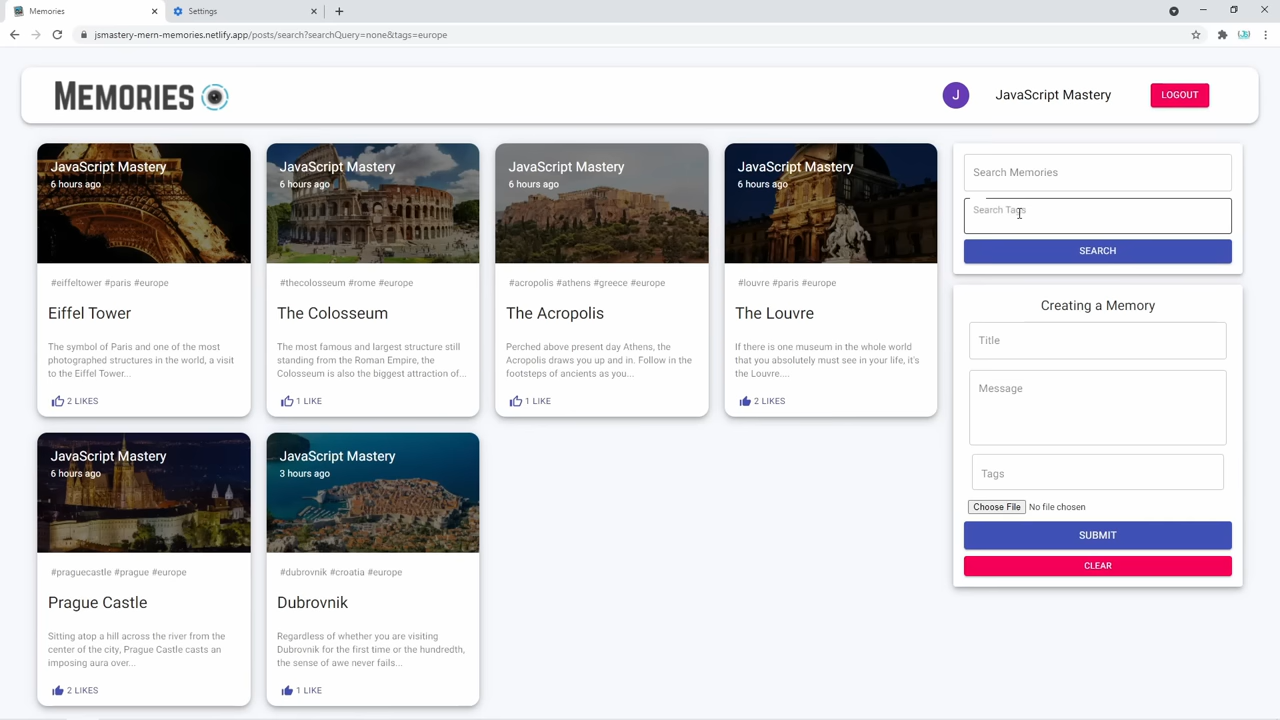 Memories
Settings
jsmastery-mern-memories.netlify.app/posts/search?searchQuery=none&tags=europe
MEMORIES
J
JavaScript Mastery
LOGOUT
JavaScript Mastery
6 hours ago
#eiffeltower #paris #europe
Eiffel Tower
The symbol of Paris and one of the most
photographed structures in the world, a visit
to the Eiffel Tower...
2 LIKES
JavaScript Mastery
6 hours ago
#thecolosseum #rome #europe
The Colosseum
The most famous and largest structure still
standing from the Roman Empire, the
Colosseum is also the biggest attraction of...
1 LIKE
JavaScript Mastery
6 hours ago
#acropolis #athens #greece #europe
The Acropolis
Perched above present day Athens, the
Acropolis draws you up and in. Follow in the
footsteps of ancients as you...
1 LIKE
JavaScript Mastery
6 hours ago
#louvre #paris #europe
The Louvre
If there is one museum in the whole world
that you absolutely must see in your life, it's
the Louvre....
2 LIKES
JavaScript Mastery
6 hours ago
#praguecastle #prague #europe
Prague Castle
Sitting atop a hill across the river from the
center of the city, Prague Castle casts an
imposing aura over...
2 LIKES
JavaScript Mastery
3 hours ago
#dubrovnik #croatia #europe
Dubrovnik
Regardless of whether you are visiting
Dubrovnik for the first time or the hundredth,
the sense of awe never fails...
1 LIKE
Search Memories
Search Tags
SEARCH
Creating a Memory
Title
Message
Tags
Choose File No file chosen
SUBMIT
CLEAR